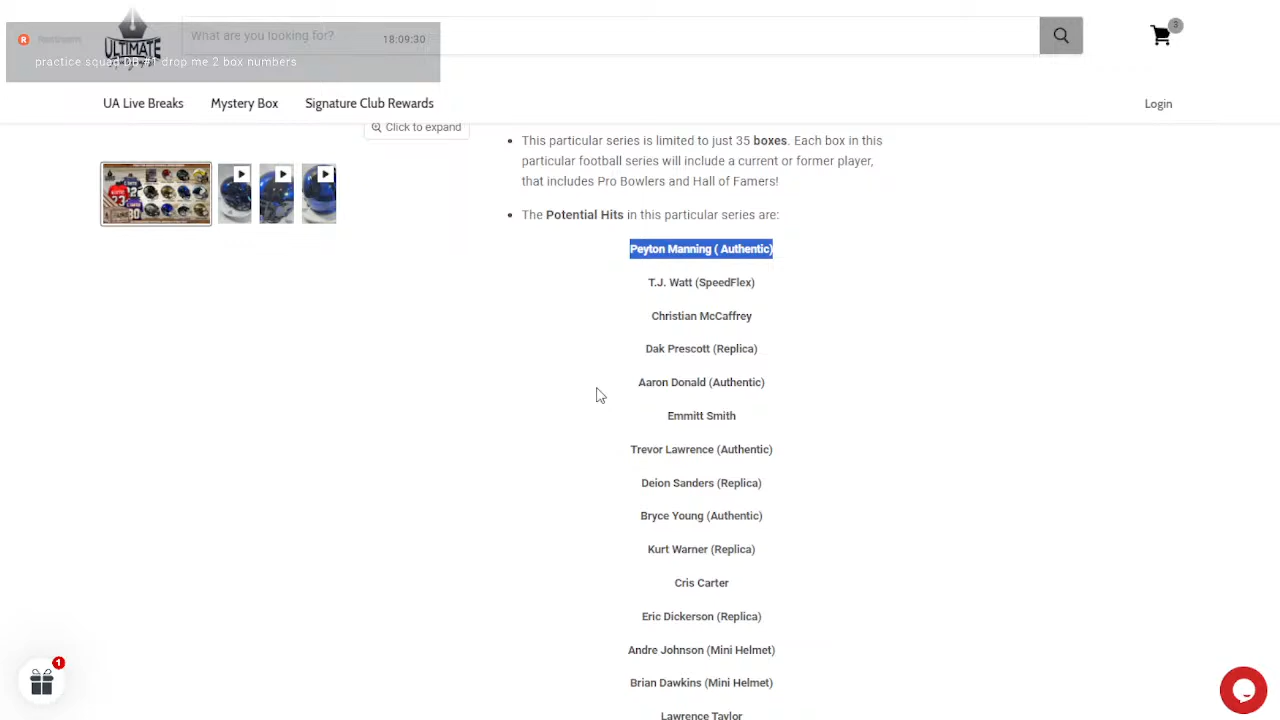 18:09:30
practice squad DB #1 drop me 2 box numbers
ULTIMATE
What are you looking for?
3
UA Live Breaks
Mystery Box
Signature Club Rewards
Login
Click to expand
This particular series is limited to just 35 boxes. Each box in this
particular football series will include a current or former player,
that includes Pro Bowlers and Hall of Famers!
The Potential Hits in this particular series are:
Peyton Manning ( Authentic)
T.J. Watt (SpeedFlex)
Christian McCaffrey
Dak Prescott (Replica)
Aaron Donald (Authentic)
Emmitt Smith
Trevor Lawrence (Authentic)
Deion Sanders (Replica)
Bryce Young (Authentic)
Kurt Warner (Replica)
Cris Carter
Eric Dickerson (Replica)
Andre Johnson (Mini Helmet)
Brian Dawkins (Mini Helmet)
Lawrence Taylor
1